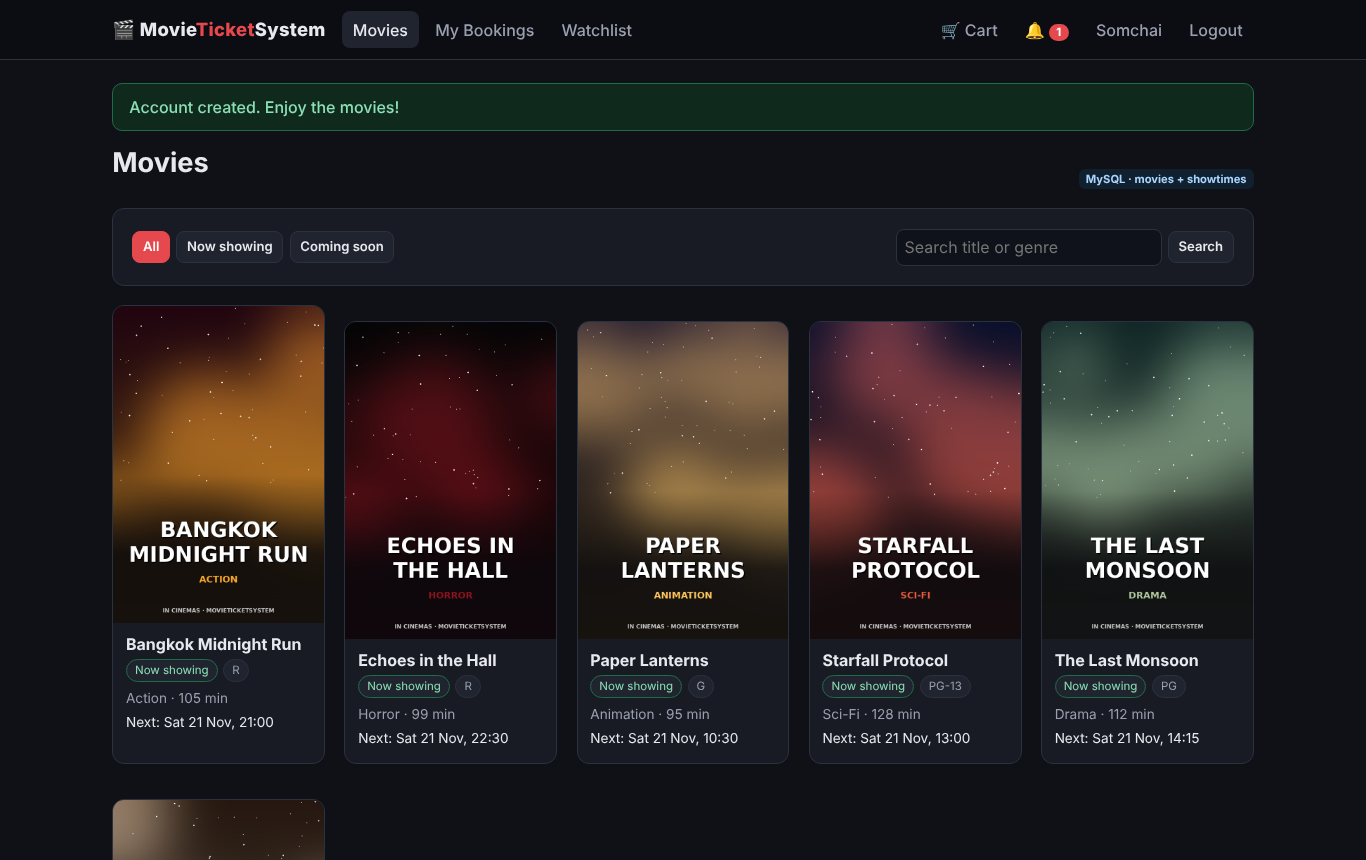 🎬 MovieTicketSystem Movies My Bookings Watchlist 🛒 Cart 🔔 1 Somchai Logout
Account created. Enjoy the movies!
Movies
MySQL · movies + showtimes
All Now showing Coming soon Search title or genre Search
BANGKOK
MIDNIGHT RUN
ACTION
IN CINEMAS · MOVIETICKETSYSTEM
Bangkok Midnight Run
Now showing R
Action · 105 min
Next: Sat 21 Nov, 21:00
ECHOES IN
THE HALL
HORROR
IN CINEMAS · MOVIETICKETSYSTEM
Echoes in the Hall
Now showing R
Horror · 99 min
Next: Sat 21 Nov, 22:30
PAPER
LANTERNS
ANIMATION
IN CINEMAS · MOVIETICKETSYSTEM
Paper Lanterns
Now showing G
Animation · 95 min
Next: Sat 21 Nov, 10:30
STARFALL
PROTOCOL
SCI-FI
IN CINEMAS · MOVIETICKETSYSTEM
Starfall Protocol
Now showing PG-13
Sci-Fi · 128 min
Next: Sat 21 Nov, 13:00
THE LAST
MONSOON
DRAMA
IN CINEMAS · MOVIETICKETSYSTEM
The Last Monsoon
Now showing PG
Drama · 112 min
Next: Sat 21 Nov, 14:15